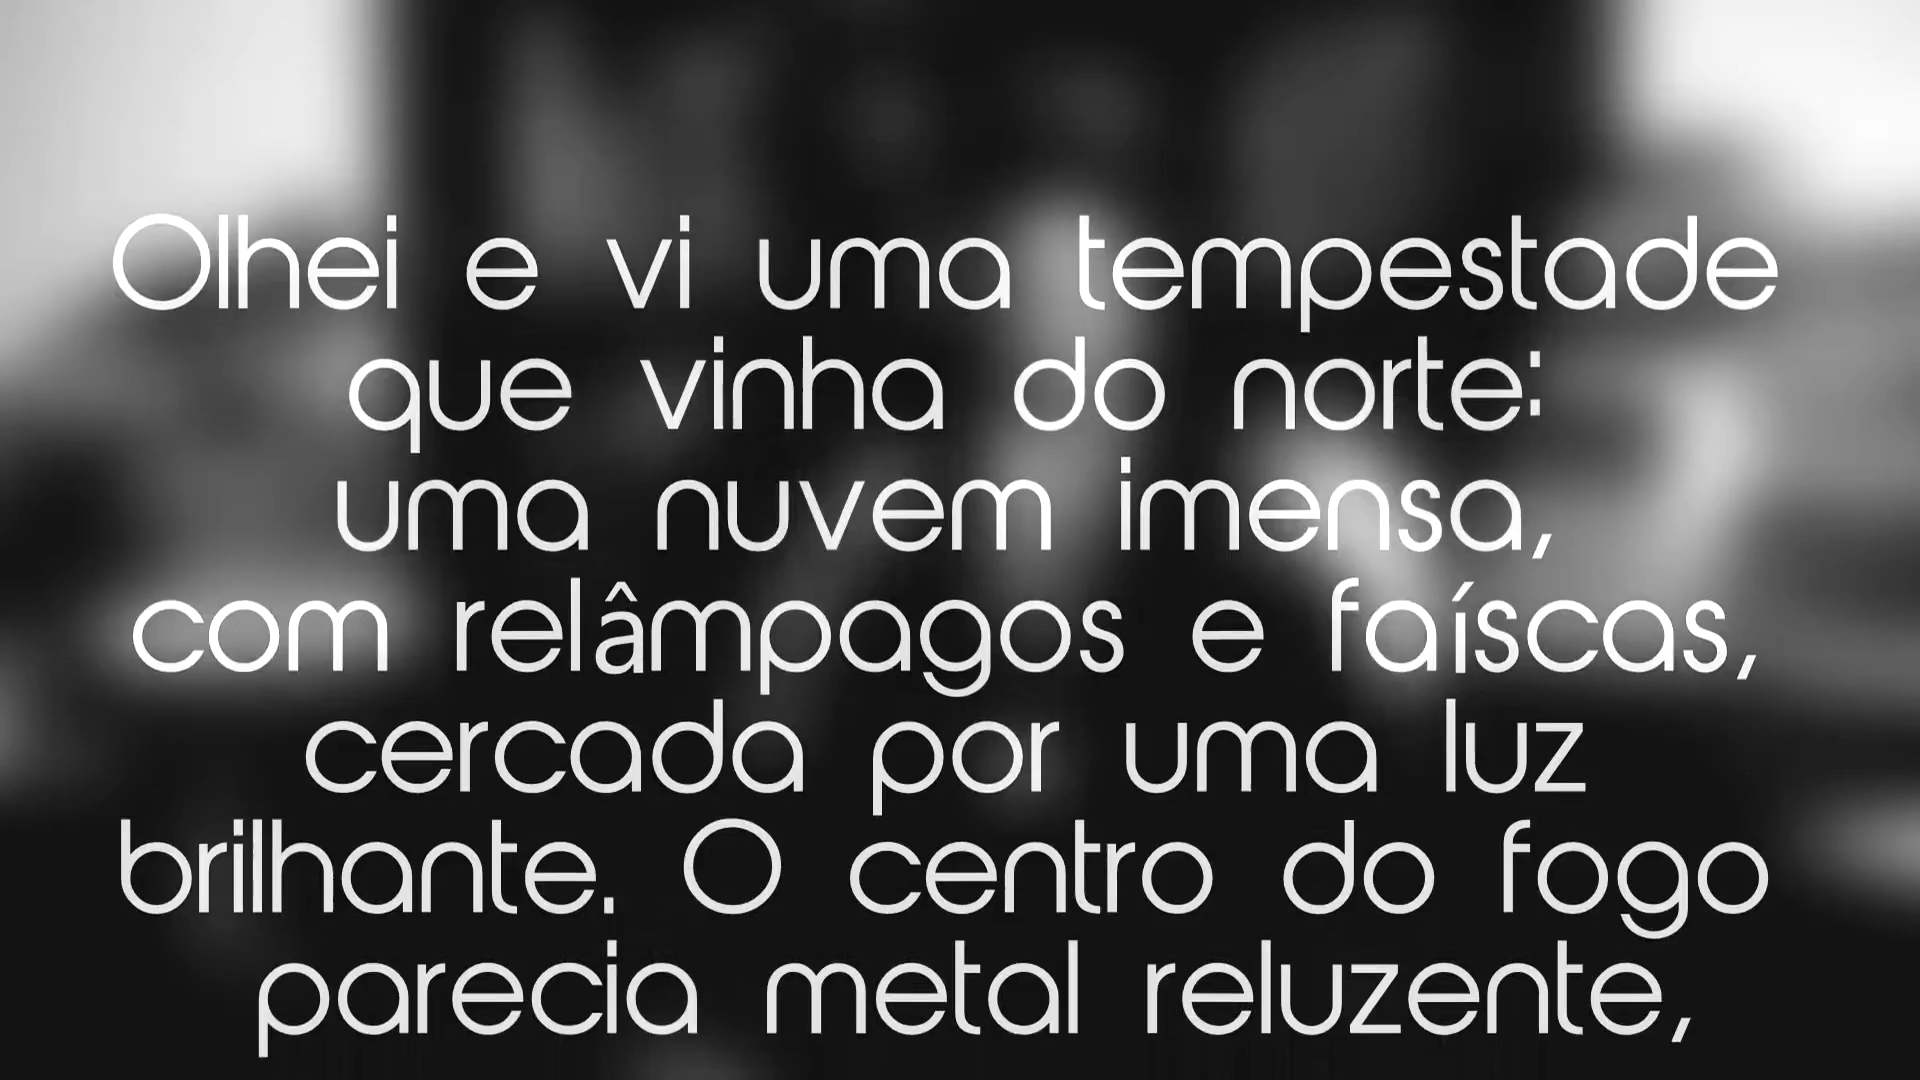 Olhei e vi uma tempestade
que vinha do norte:
uma nuvem imensa,
com relâmpagos e faíscas,
cercada por uma luz
brilhante. O centro do fogo
parecia metal reluzente,